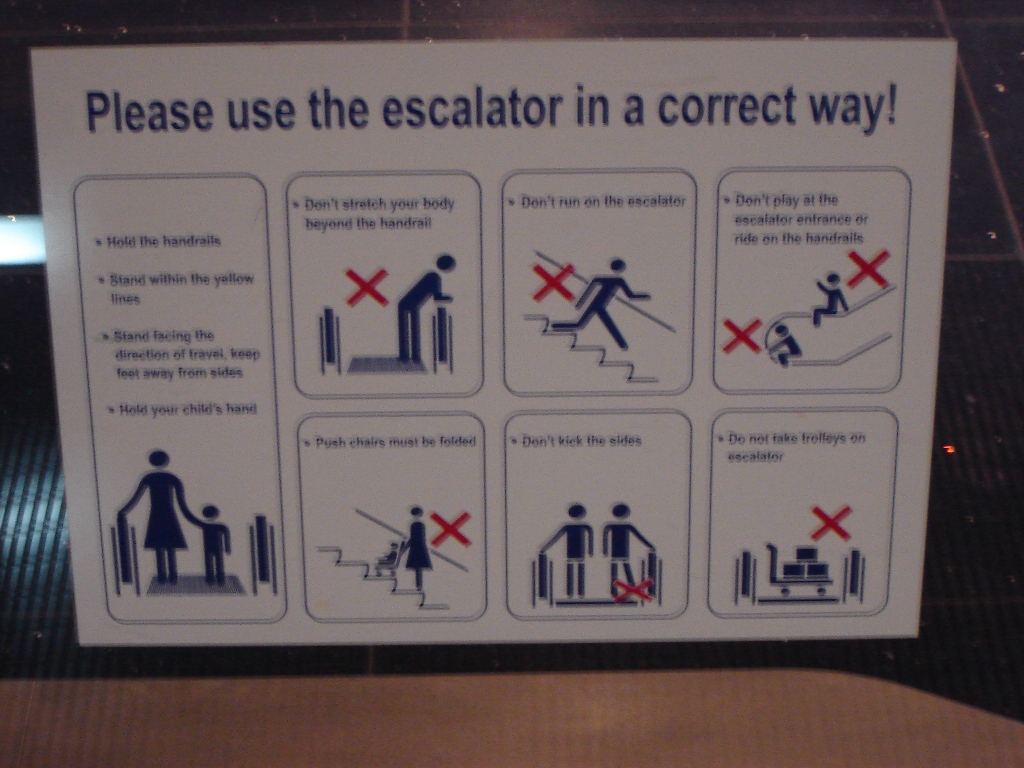 Please use the escalator in a correct way!
» Hold the handrails
» Stand within the yellow
lines
» Stand facing the
direction of travel, keep
feet away from sides
» Hold your child's hand
» Don't stretch your body
beyond the handrail
» Don't run on the escalator
» Don't play at the
escalator entrance or
ride on the handrails
» Push chairs must be folded
» Don't kick the sides
» Do not take trolleys on
escalator